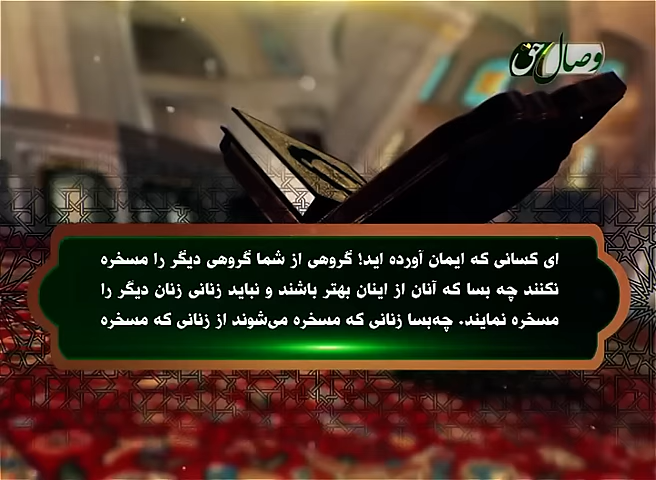 وصال حق
ای کسانی که ایمان آورده اید! گروهی از شما گروهی دیگر را مسخره
نکنند چه بسا که آنان از اینان بهتر باشند و نباید زنانی زنان دیگر را
مسخره نمایند. چه‌بسا زنانی که مسخره می‌شوند از زنانی که مسخره